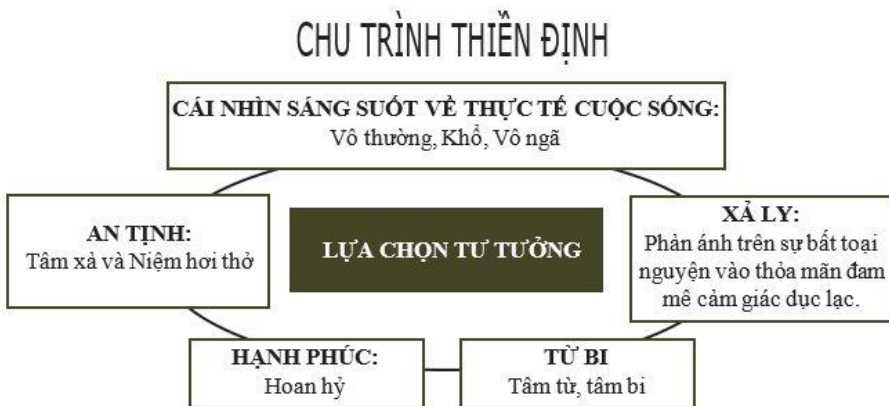 CHU TRÌNH THIỀN ĐỊNH
CÁI NHÌN SÁNG SUỐT VỀ THỰC TẾ CUỘC SỐNG:
Vô thường, Khổ, Vô ngã
AN TỊNH:
Tâm xả và Niệm hơi thở
LỰA CHỌN TƯ TƯỞNG
XẢ LY:
Phản ánh trên sự bất toại
nguyện vào thỏa mãn đam
mê cảm giác dục lạc.
HẠNH PHÚC:
Hoan hỷ
TỪ BI
Tâm từ, tâm bi